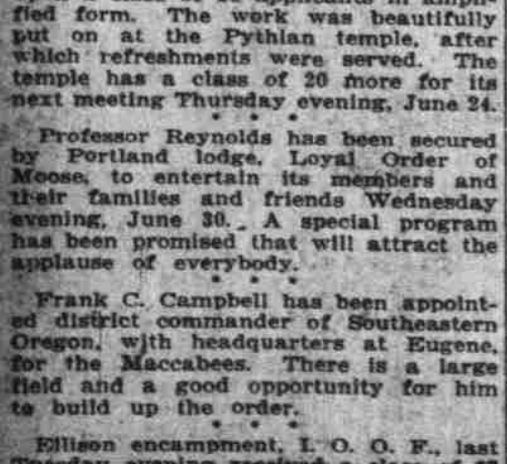 fied form. The work was beautifully
put on at the Pythian temple, after
which refreshments were served. The
temple has a class of 20 more for its
next meeting Thursday evening, June 24.
* * *
Professor Reynolds has been secured
by Portland lodge, Loyal Order of
Moose, to entertain its members and
their families and friends Wednesday
evening, June 30. A special program
has been promised that will attract the
applause of everybody.
* * *
Frank C. Campbell has been appoint-
ed district commander of Southeastern
Oregon, with headquarters at Eugene,
for the Maccabees. There is a large
field and a good opportunity for him
to build up the order.
* * *
Ellison encampment, I. O. O. F., last